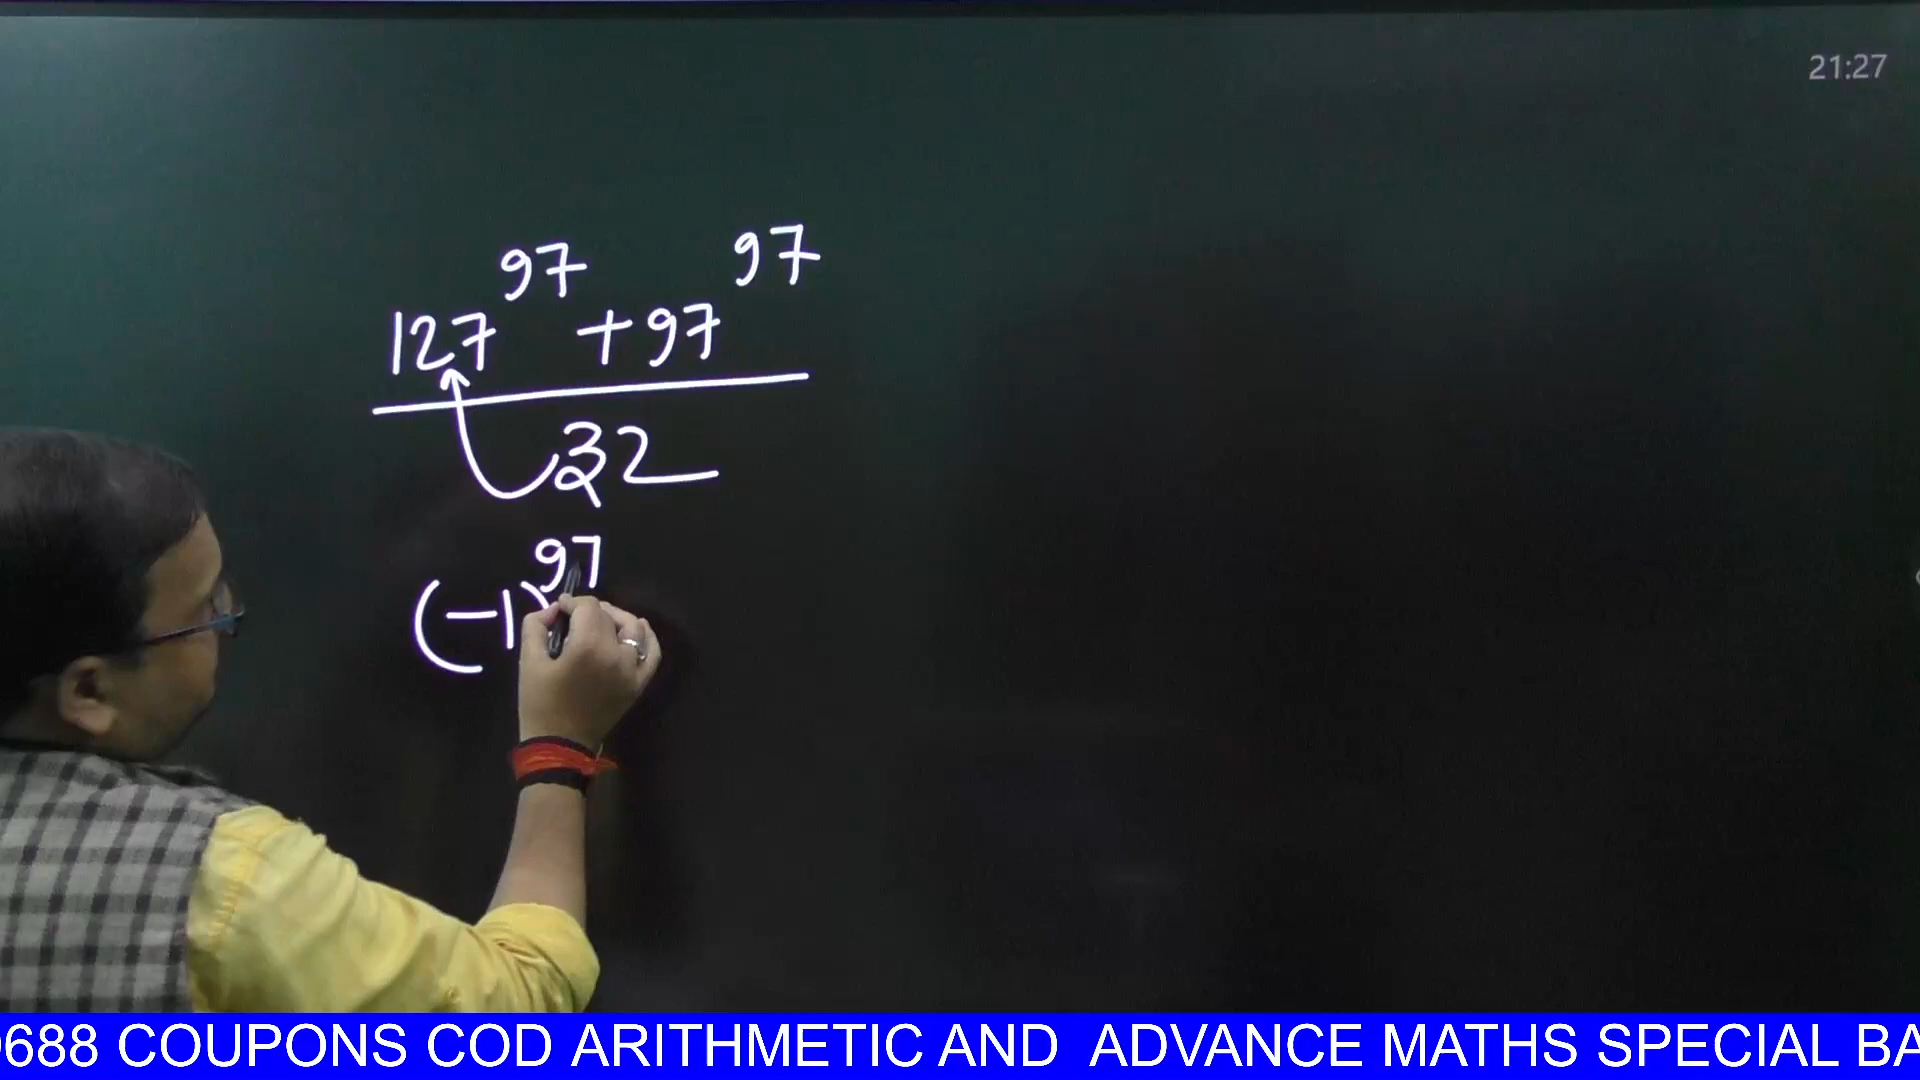 21:27
127^97 + 97^97
32
(-1)^97
688 COUPONS COD ARITHMETIC AND ADVANCE MATHS SPECIAL BA